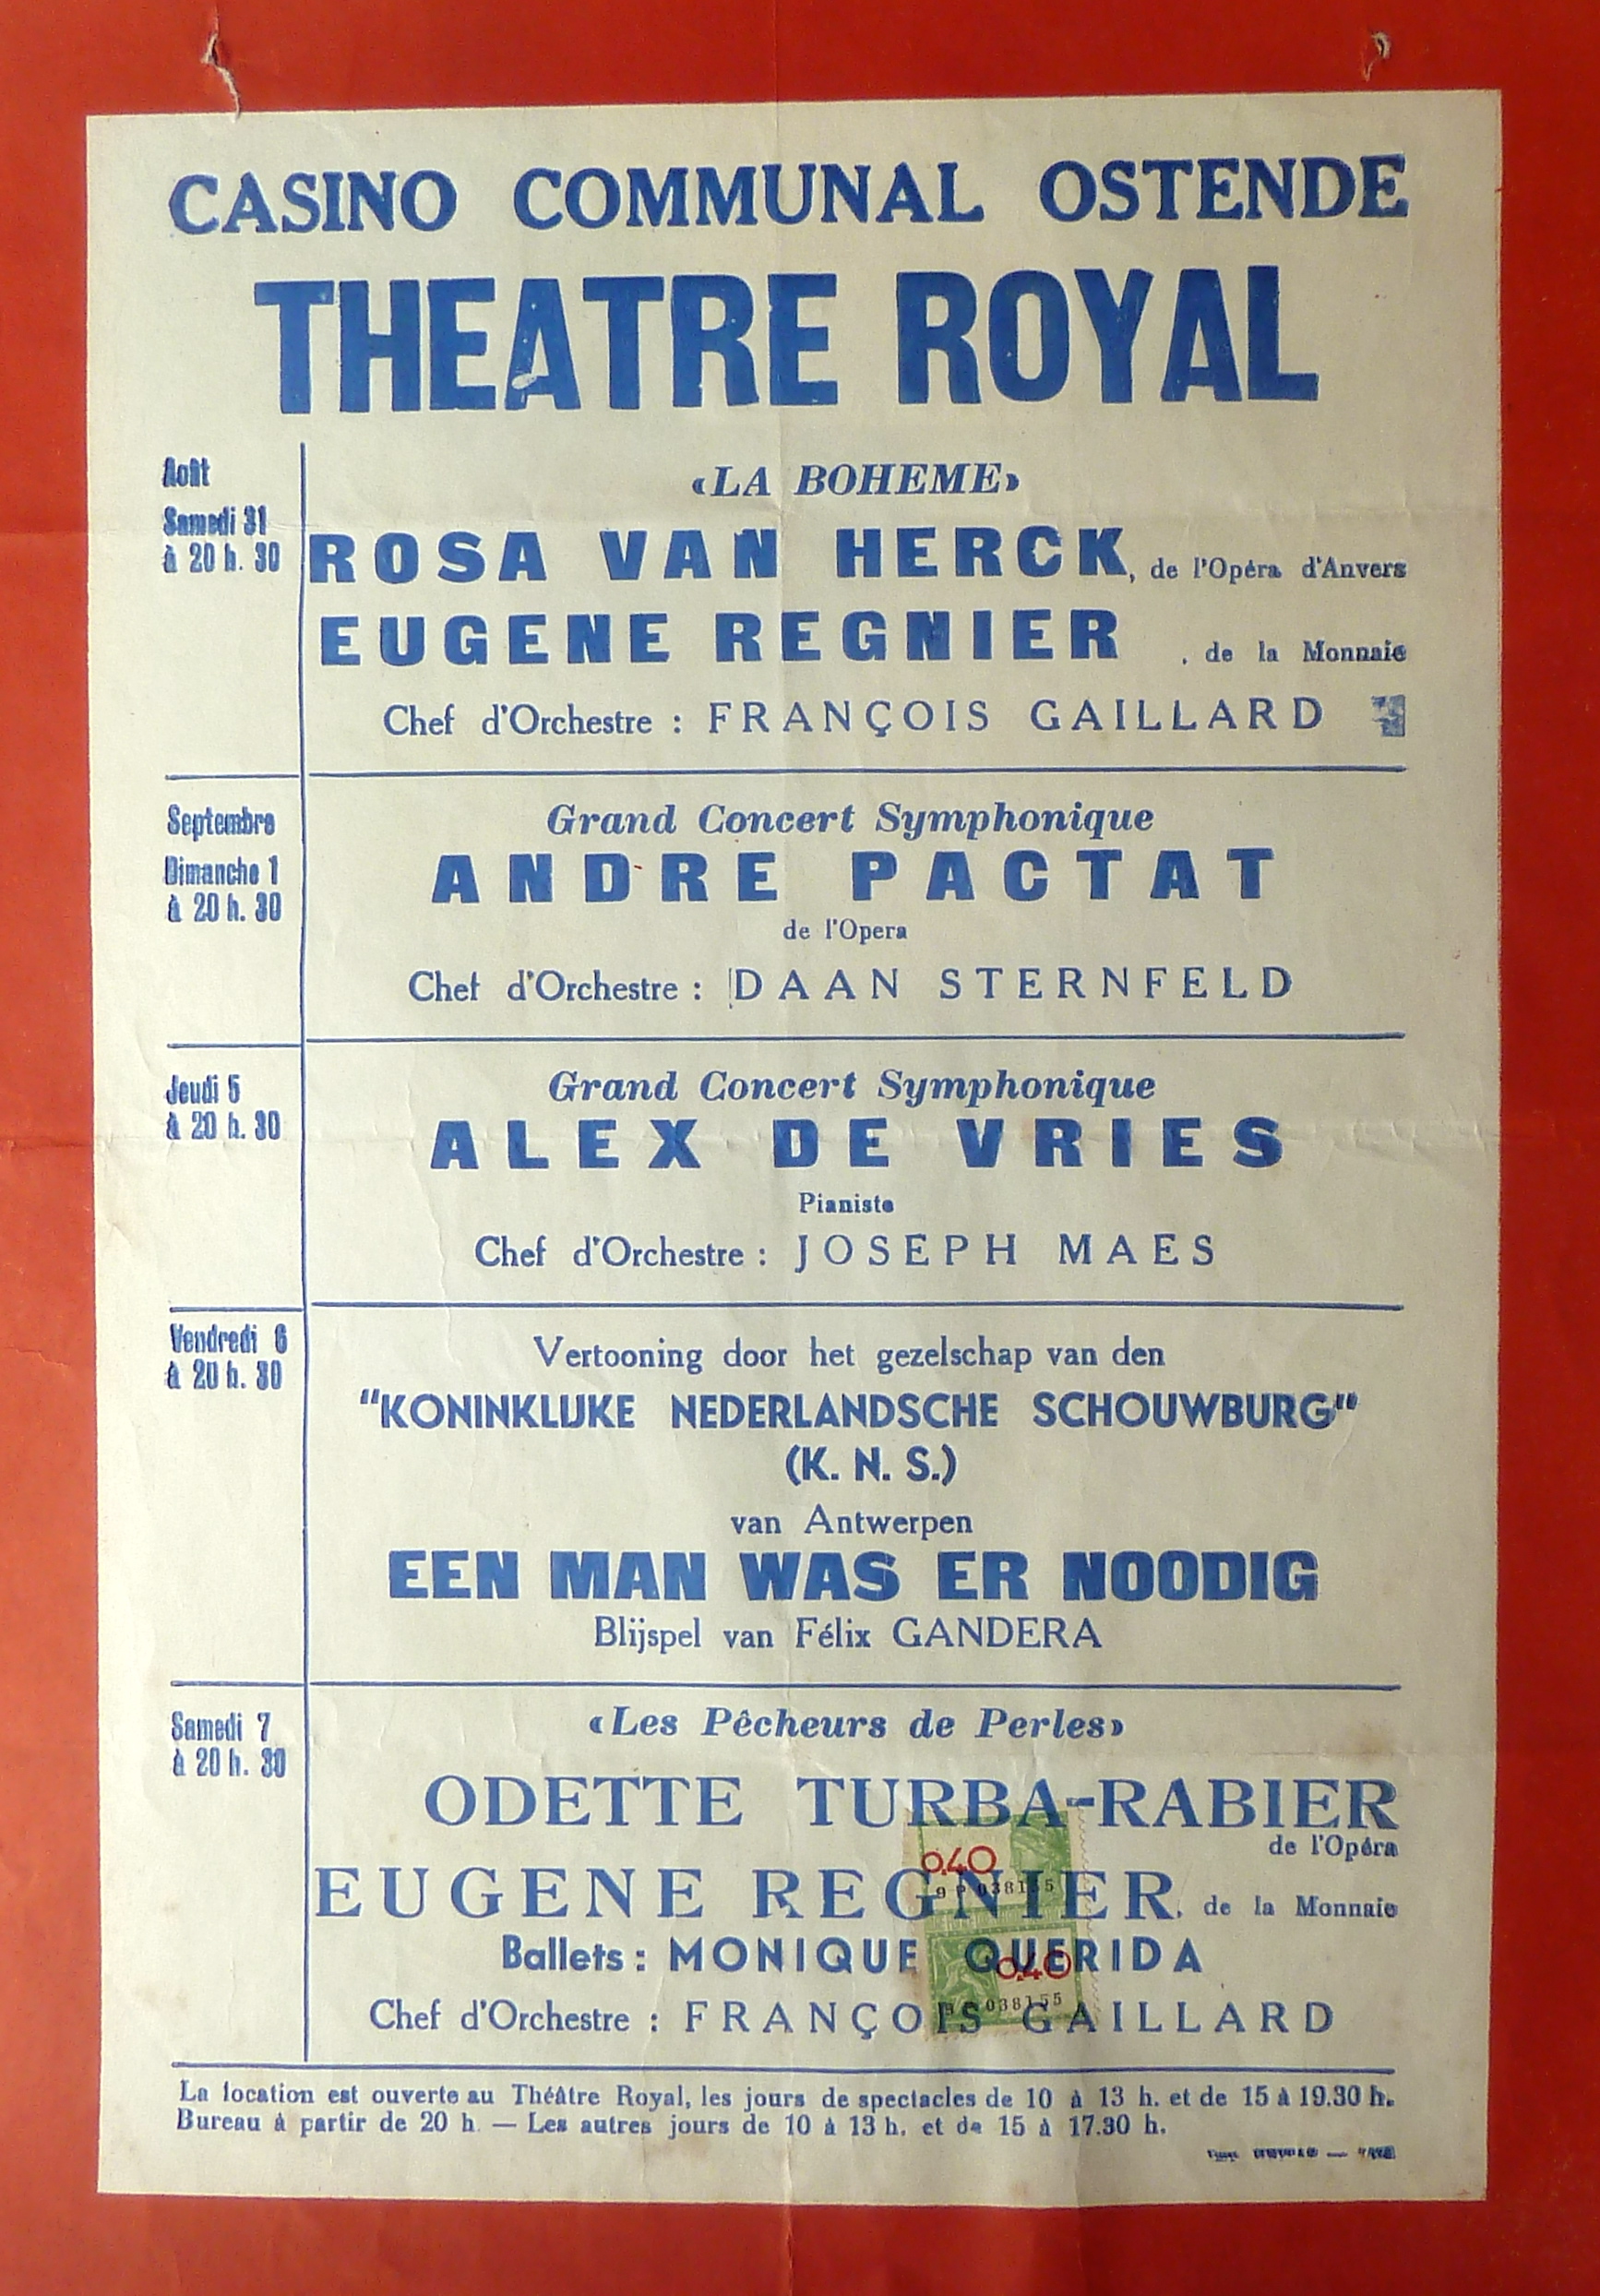 CASINO COMMUNAL OSTENDE
THEATRE ROYAL
Août
Samedi 31
à 20 h. 30
«LA BOHEME»
ROSA VAN HERCK, de l'Opéra d'Anvers
EUGENE REGNIER , de la Monnaie
Chef d'Orchestre : FRANÇOIS GAILLARD
Septembre
Dimanche 1
à 20 h. 30
Grand Concert Symphonique
ANDRE PACTAT
de l'Opera
Chef d'Orchestre : DAAN STERNFELD
Jeudi 5
à 20 h. 30
Grand Concert Symphonique
ALEX DE VRIES
Pianiste
Chef d'Orchestre : JOSEPH MAES
Vendredi 6
à 20 h. 30
Vertooning door het gezelschap van den
"KONINKLIJKE NEDERLANDSCHE SCHOUWBURG"
(K. N. S.)
van Antwerpen
EEN MAN WAS ER NOODIG
Blijspel van Félix GANDERA
Samedi 7
à 20 h. 30
«Les Pêcheurs de Perles»
ODETTE TURBA-RABIER
de l'Opéra
EUGENE REGNIER, de la Monnaie
Ballets : MONIQUE QUERIDA
Chef d'Orchestre : FRANÇOIS GAILLARD
0.40
9 P 038155
0.40
038155
La location est ouverte au Théâtre Royal, les jours de spectacles de 10 à 13 h. et de 15 à 19.30 h.
Bureau à partir de 20 h. — Les autres jours de 10 à 13 h. et de 15 à 17.30 h.